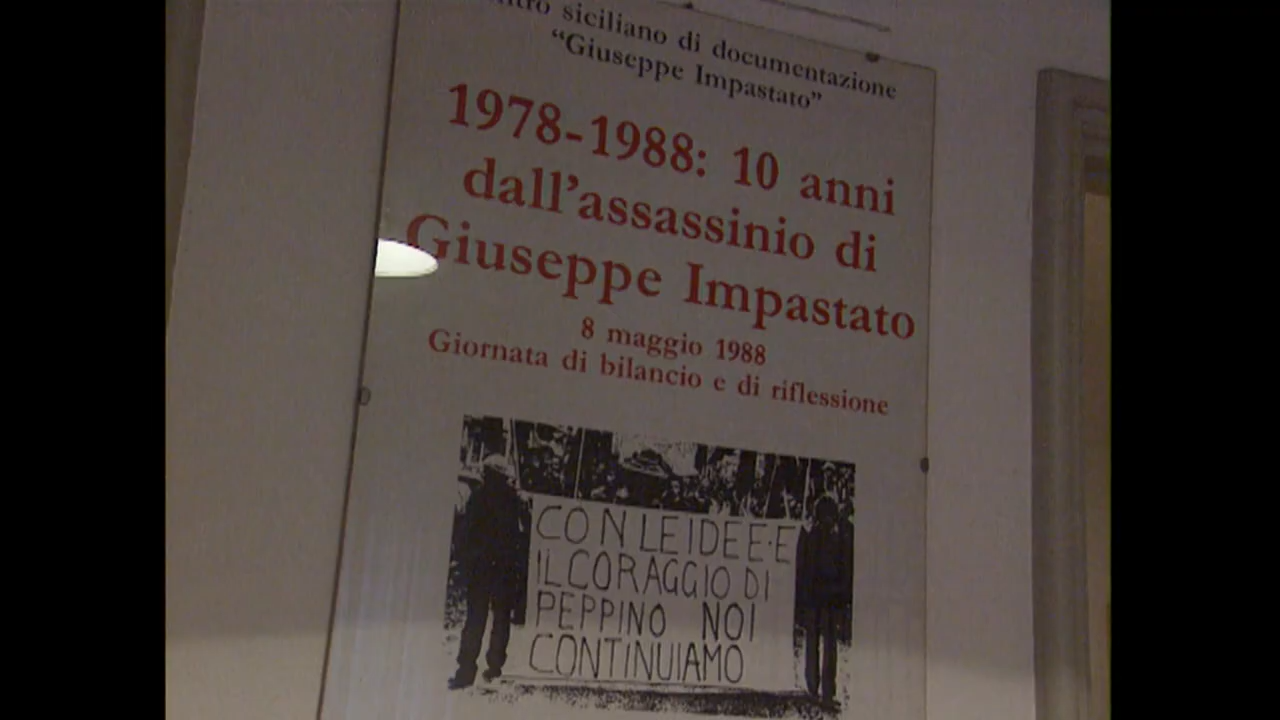 siciliano di documentazione
“Giuseppe Impastato”
1978-1988: 10 anni
dall’assassinio di
Giuseppe Impastato
8 maggio 1988
Giornata di bilancio e di riflessione
CON LE IDEE E
IL CORAGGIO DI
PEPPINO NOI
CONTINUIAMO